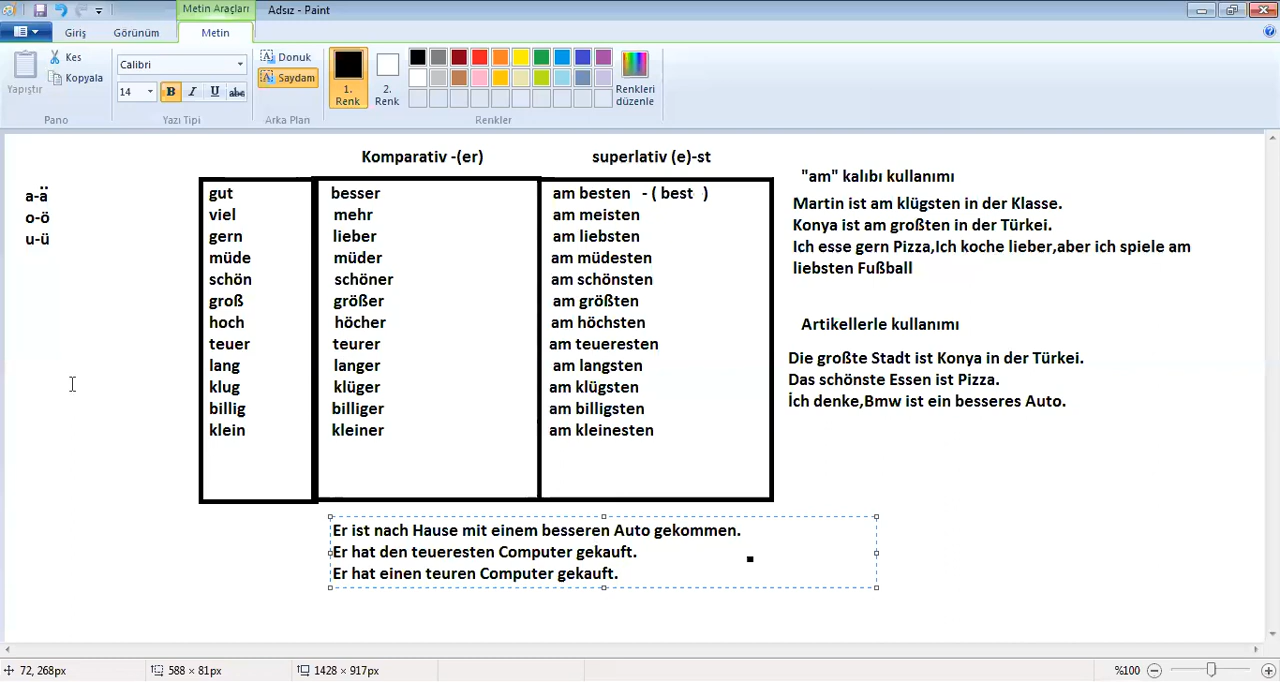 Metin Araçları Adsız - Paint
Giriş Görünüm Metin
Yapıştır
Kes
Kopyala
Pano
Calibri
14 B I U abc
Yazı Tipi
Donuk
Saydam
Arka Plan
1. Renk
2. Renk
Renkleri düzenle
Renkler
Komparativ -(er) superlativ (e)-st
a-ä
o-ö
u-ü
gut besser am besten - ( best )
viel mehr am meisten
gern lieber am liebsten
müde müder am müdesten
schön schöner am schönsten
groß größer am größten
hoch höcher am höchsten
teuer teurer am teueresten
lang langer am langsten
klug klüger am klügsten
billig billiger am billigsten
klein kleiner am kleinesten
"am" kalıbı kullanımı
Martin ist am klügsten in der Klasse.
Konya ist am großten in der Türkei.
Ich esse gern Pizza,Ich koche lieber,aber ich spiele am
liebsten Fußball
Artikellerle kullanımı
Die großte Stadt ist Konya in der Türkei.
Das schönste Essen ist Pizza.
İch denke,Bmw ist ein besseres Auto.
Er ist nach Hause mit einem besseren Auto gekommen.
Er hat den teueresten Computer gekauft.
Er hat einen teuren Computer gekauft.
72, 268px 588 × 81px 1428 × 917px %100